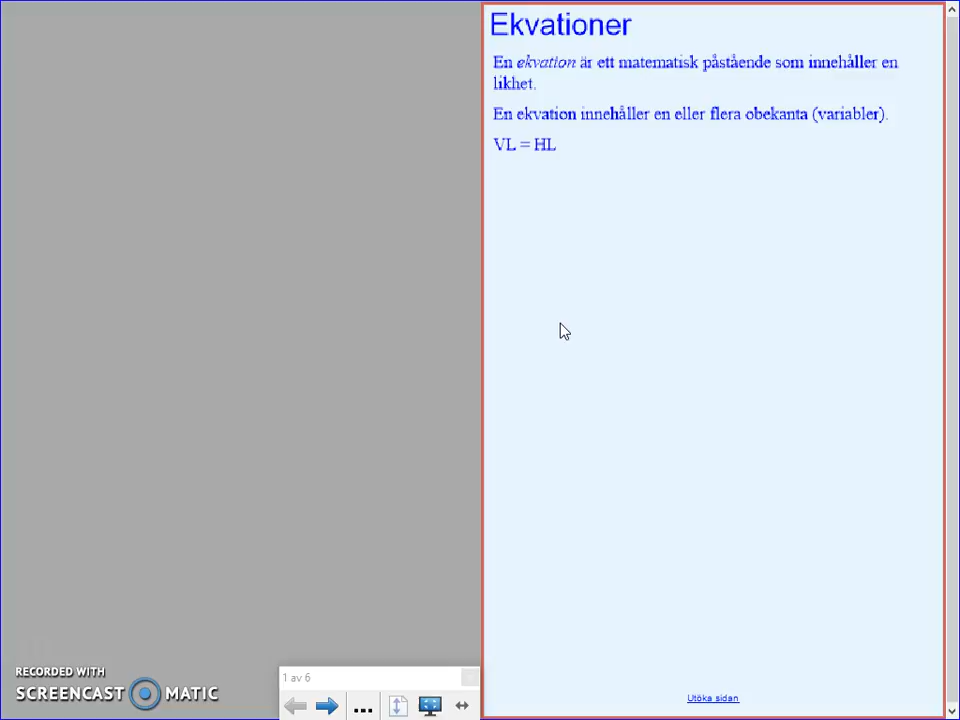 Ekvationer
En ekvation är ett matematisk påstående som innehåller en
likhet.
En ekvation innehåller en eller flera obekanta (variabler).
VL = HL
RECORDED WITH
SCREENCAST MATIC
1 av 6
...
Utöka sidan